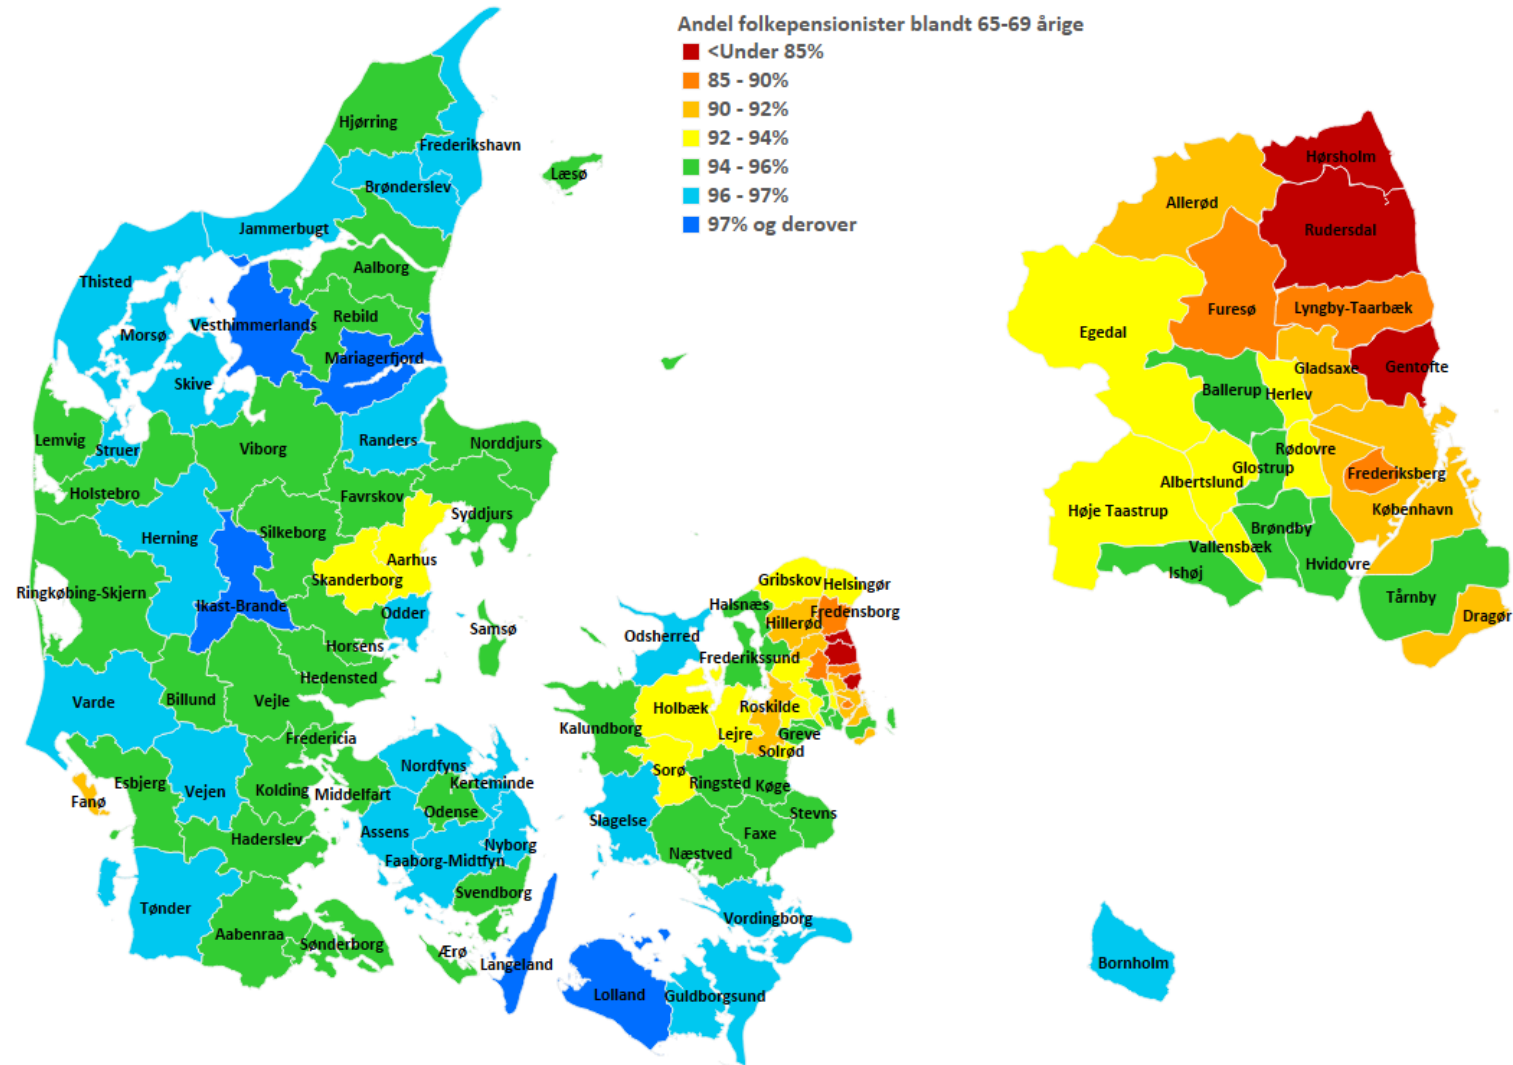 Andel folkepensionister blandt 65-69 årige
<Under 85%
85 - 90%
90 - 92%
92 - 94%
94 - 96%
96 - 97%
97% og derover
Hjørring
Frederikshavn
Læsø
Brønderslev
Jammerbugt
Aalborg
Thisted
Rebild
Vesthimmerlands
Morsø
Mariagerfjord
Skive
Lemvig
Struer
Viborg
Randers
Norddjurs
Holstebro
Favrskov
Syddjurs
Herning
Silkeborg
Aarhus
Skanderborg
Ringkøbing-Skjern
Ikast-Brande
Odder
Samsø
Horsens
Hedensted
Varde
Billund
Vejle
Fredericia
Esbjerg
Fanø
Vejen
Kolding
Middelfart
Haderslev
Tønder
Aabenraa
Sønderborg
Nordfyns
Kerteminde
Odense
Assens
Nyborg
Faaborg-Midtfyn
Svendborg
Ærø
Langeland
Gribskov
Helsingør
Halsnæs
Fredensborg
Hillerød
Odsherred
Frederikssund
Holbæk
Roskilde
Kalundborg
Lejre
Greve
Solrød
Sorø
Ringsted
Køge
Slagelse
Stevns
Faxe
Næstved
Vordingborg
Lolland
Guldborgsund
Hørsholm
Allerød
Rudersdal
Furesø
Lyngby-Taarbæk
Egedal
Gladsaxe
Gentofte
Ballerup
Herlev
Rødovre
Glostrup
Frederiksberg
Albertslund
Høje Taastrup
København
Brøndby
Vallensbæk
Hvidovre
Ishøj
Tårnby
Dragør
Bornholm